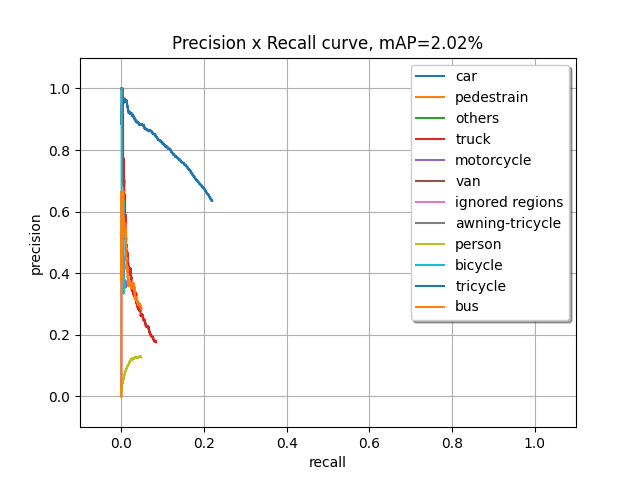 Precision x Recall curve, mAP=2.02%
precision
1.0
0.8
0.6
0.4
0.2
0.0
car
pedestrain
others
truck
motorcycle
van
ignored regions
awning-tricycle
person
bicycle
tricycle
bus
0.0 0.2 0.4 0.6 0.8 1.0
recall